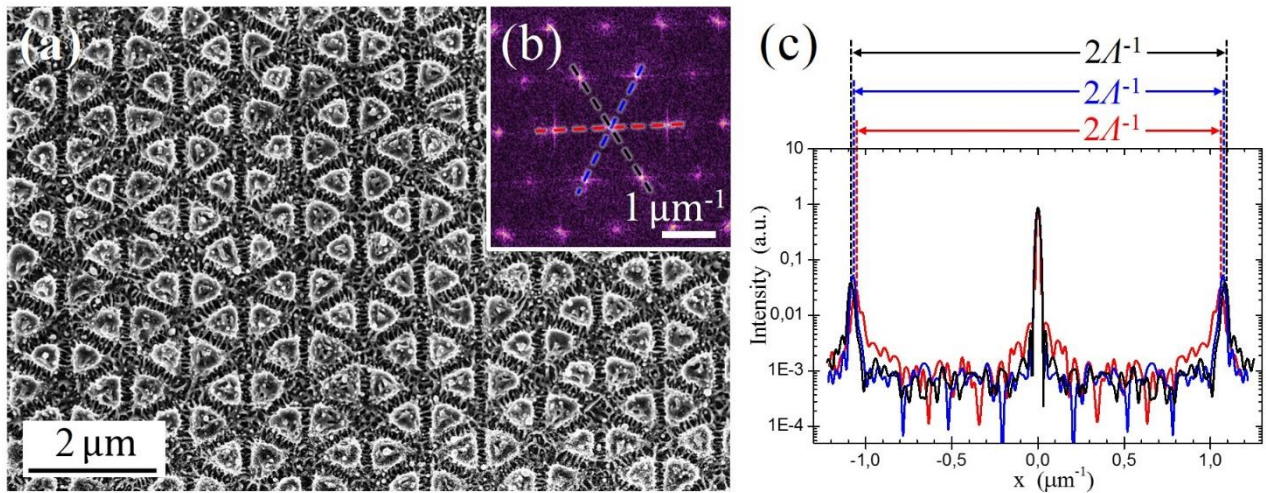 (a)
2 µm
(b)
1 µm⁻¹
(c)
2Λ⁻¹
2Λ⁻¹
2Λ⁻¹
Intensity (a.u.)
10
1
0,1
0,01
1E-3
1E-4
-1,0 -0,5 0,0 0,5 1,0
x (µm⁻¹)